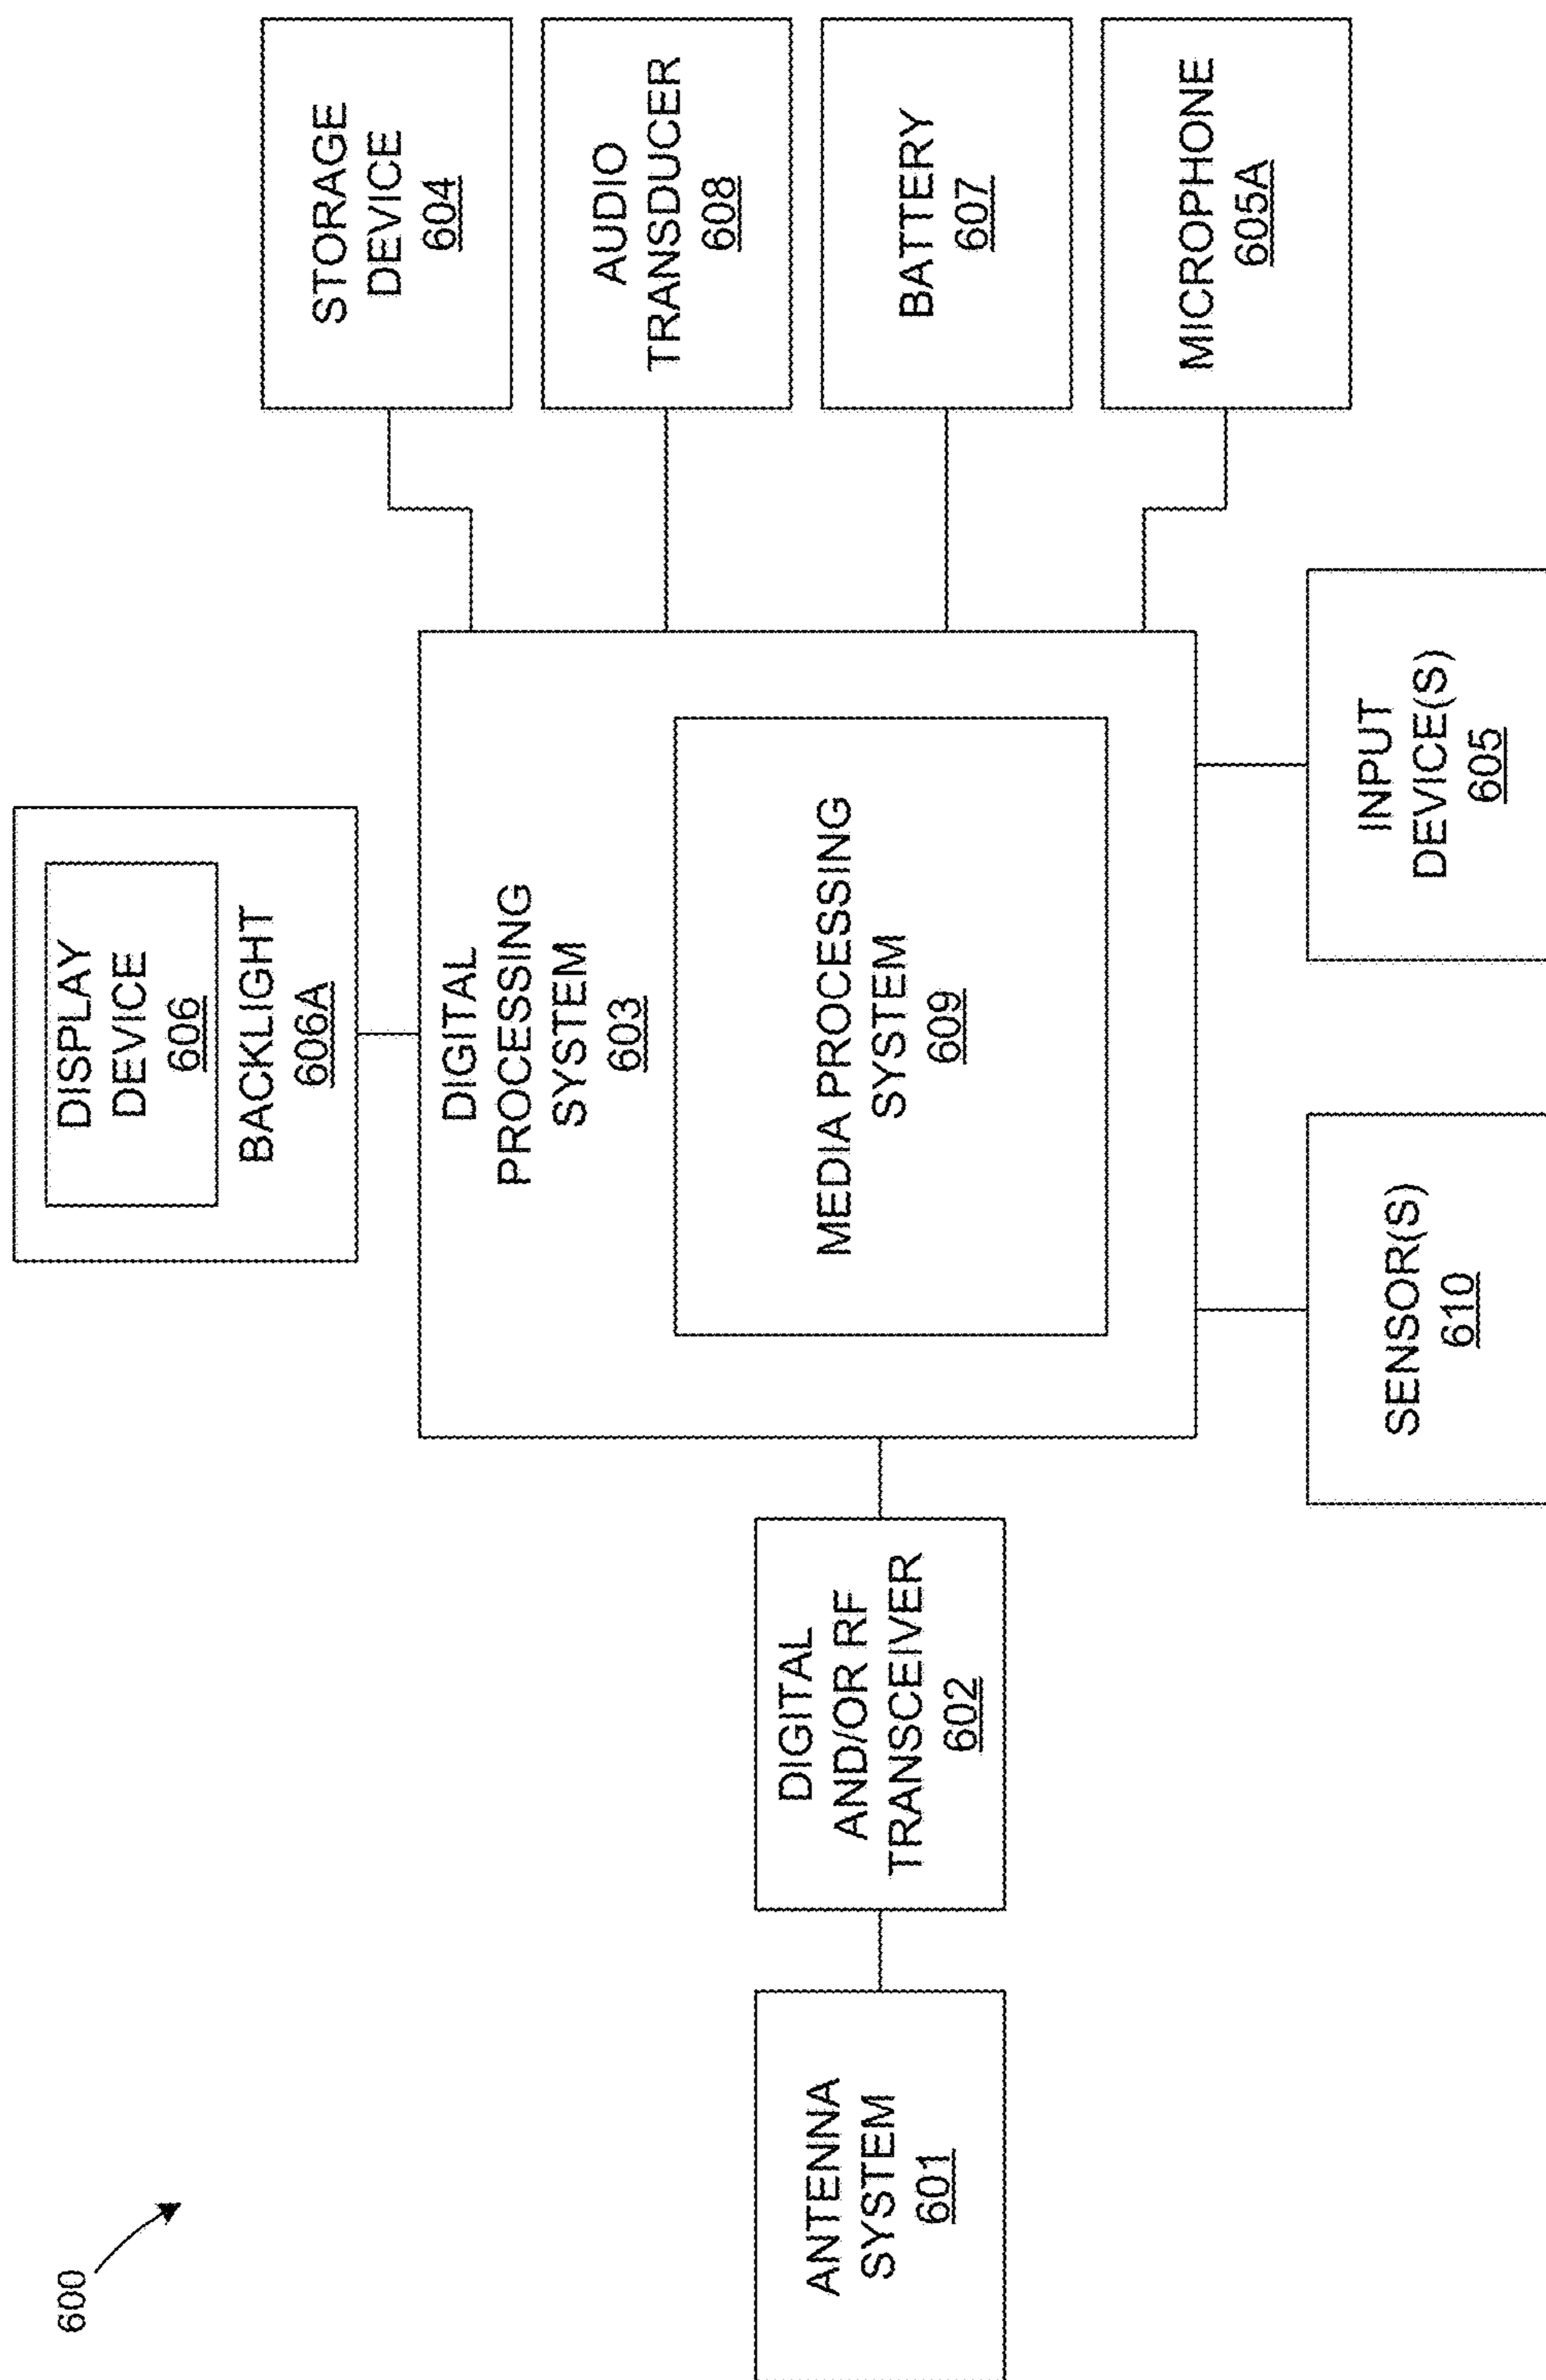 600
DISPLAY
DEVICE
606
BACKLIGHT
606A
STORAGE
DEVICE
604
AUDIO
TRANSDUCER
608
BATTERY
607
MICROPHONE
605A
DIGITAL
PROCESSING
SYSTEM
603
MEDIA PROCESSING
SYSTEM
609
ANTENNA
SYSTEM
601
DIGITAL
AND/OR RF
TRANSCEIVER
602
SENSOR(S)
610
INPUT
DEVICE(S)
605